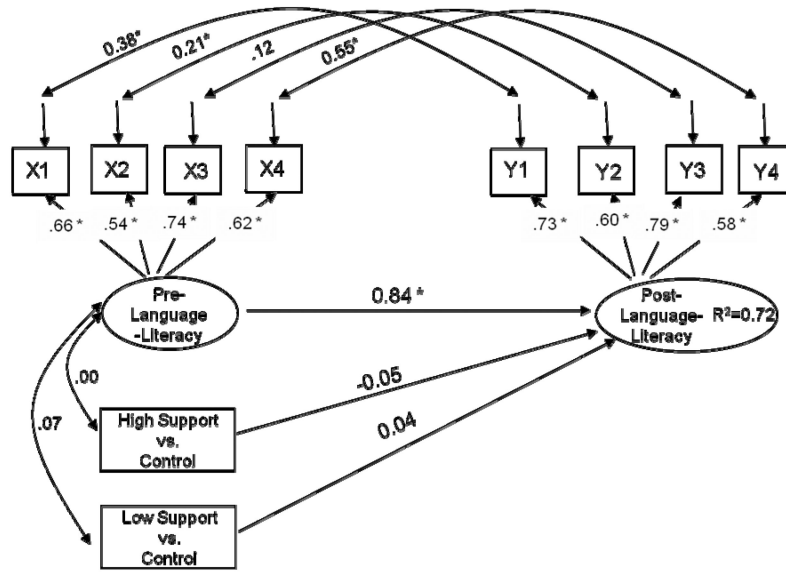 0.38*
0.21*
.12
0.55*
X1 X2 X3 X4 Y1 Y2 Y3 Y4
.66* .54* .74* .62* .73* .60* .79* .58*
Pre-
Language
-Literacy
0.84*
Post-
Language- R²=0.72
Literacy
.00
-0.05
.07
0.04
High Support
vs.
Control
Low Support
vs.
Control